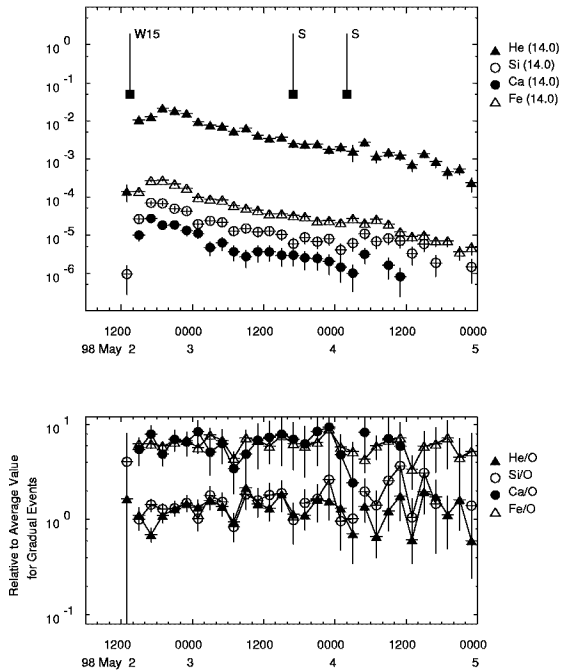 W15 S S
10^0
10^-1
10^-2
10^-3
10^-4
10^-5
10^-6
He (14.0)
Si (14.0)
Ca (14.0)
Fe (14.0)
1200 0000 1200 0000 1200 0000
98 May 2 3 4 5
Relative to Average Value
for Gradual Events
10^1
10^0
10^-1
He/O
Si/O
Ca/O
Fe/O
1200 0000 1200 0000 1200 0000
98 May 2 3 4 5